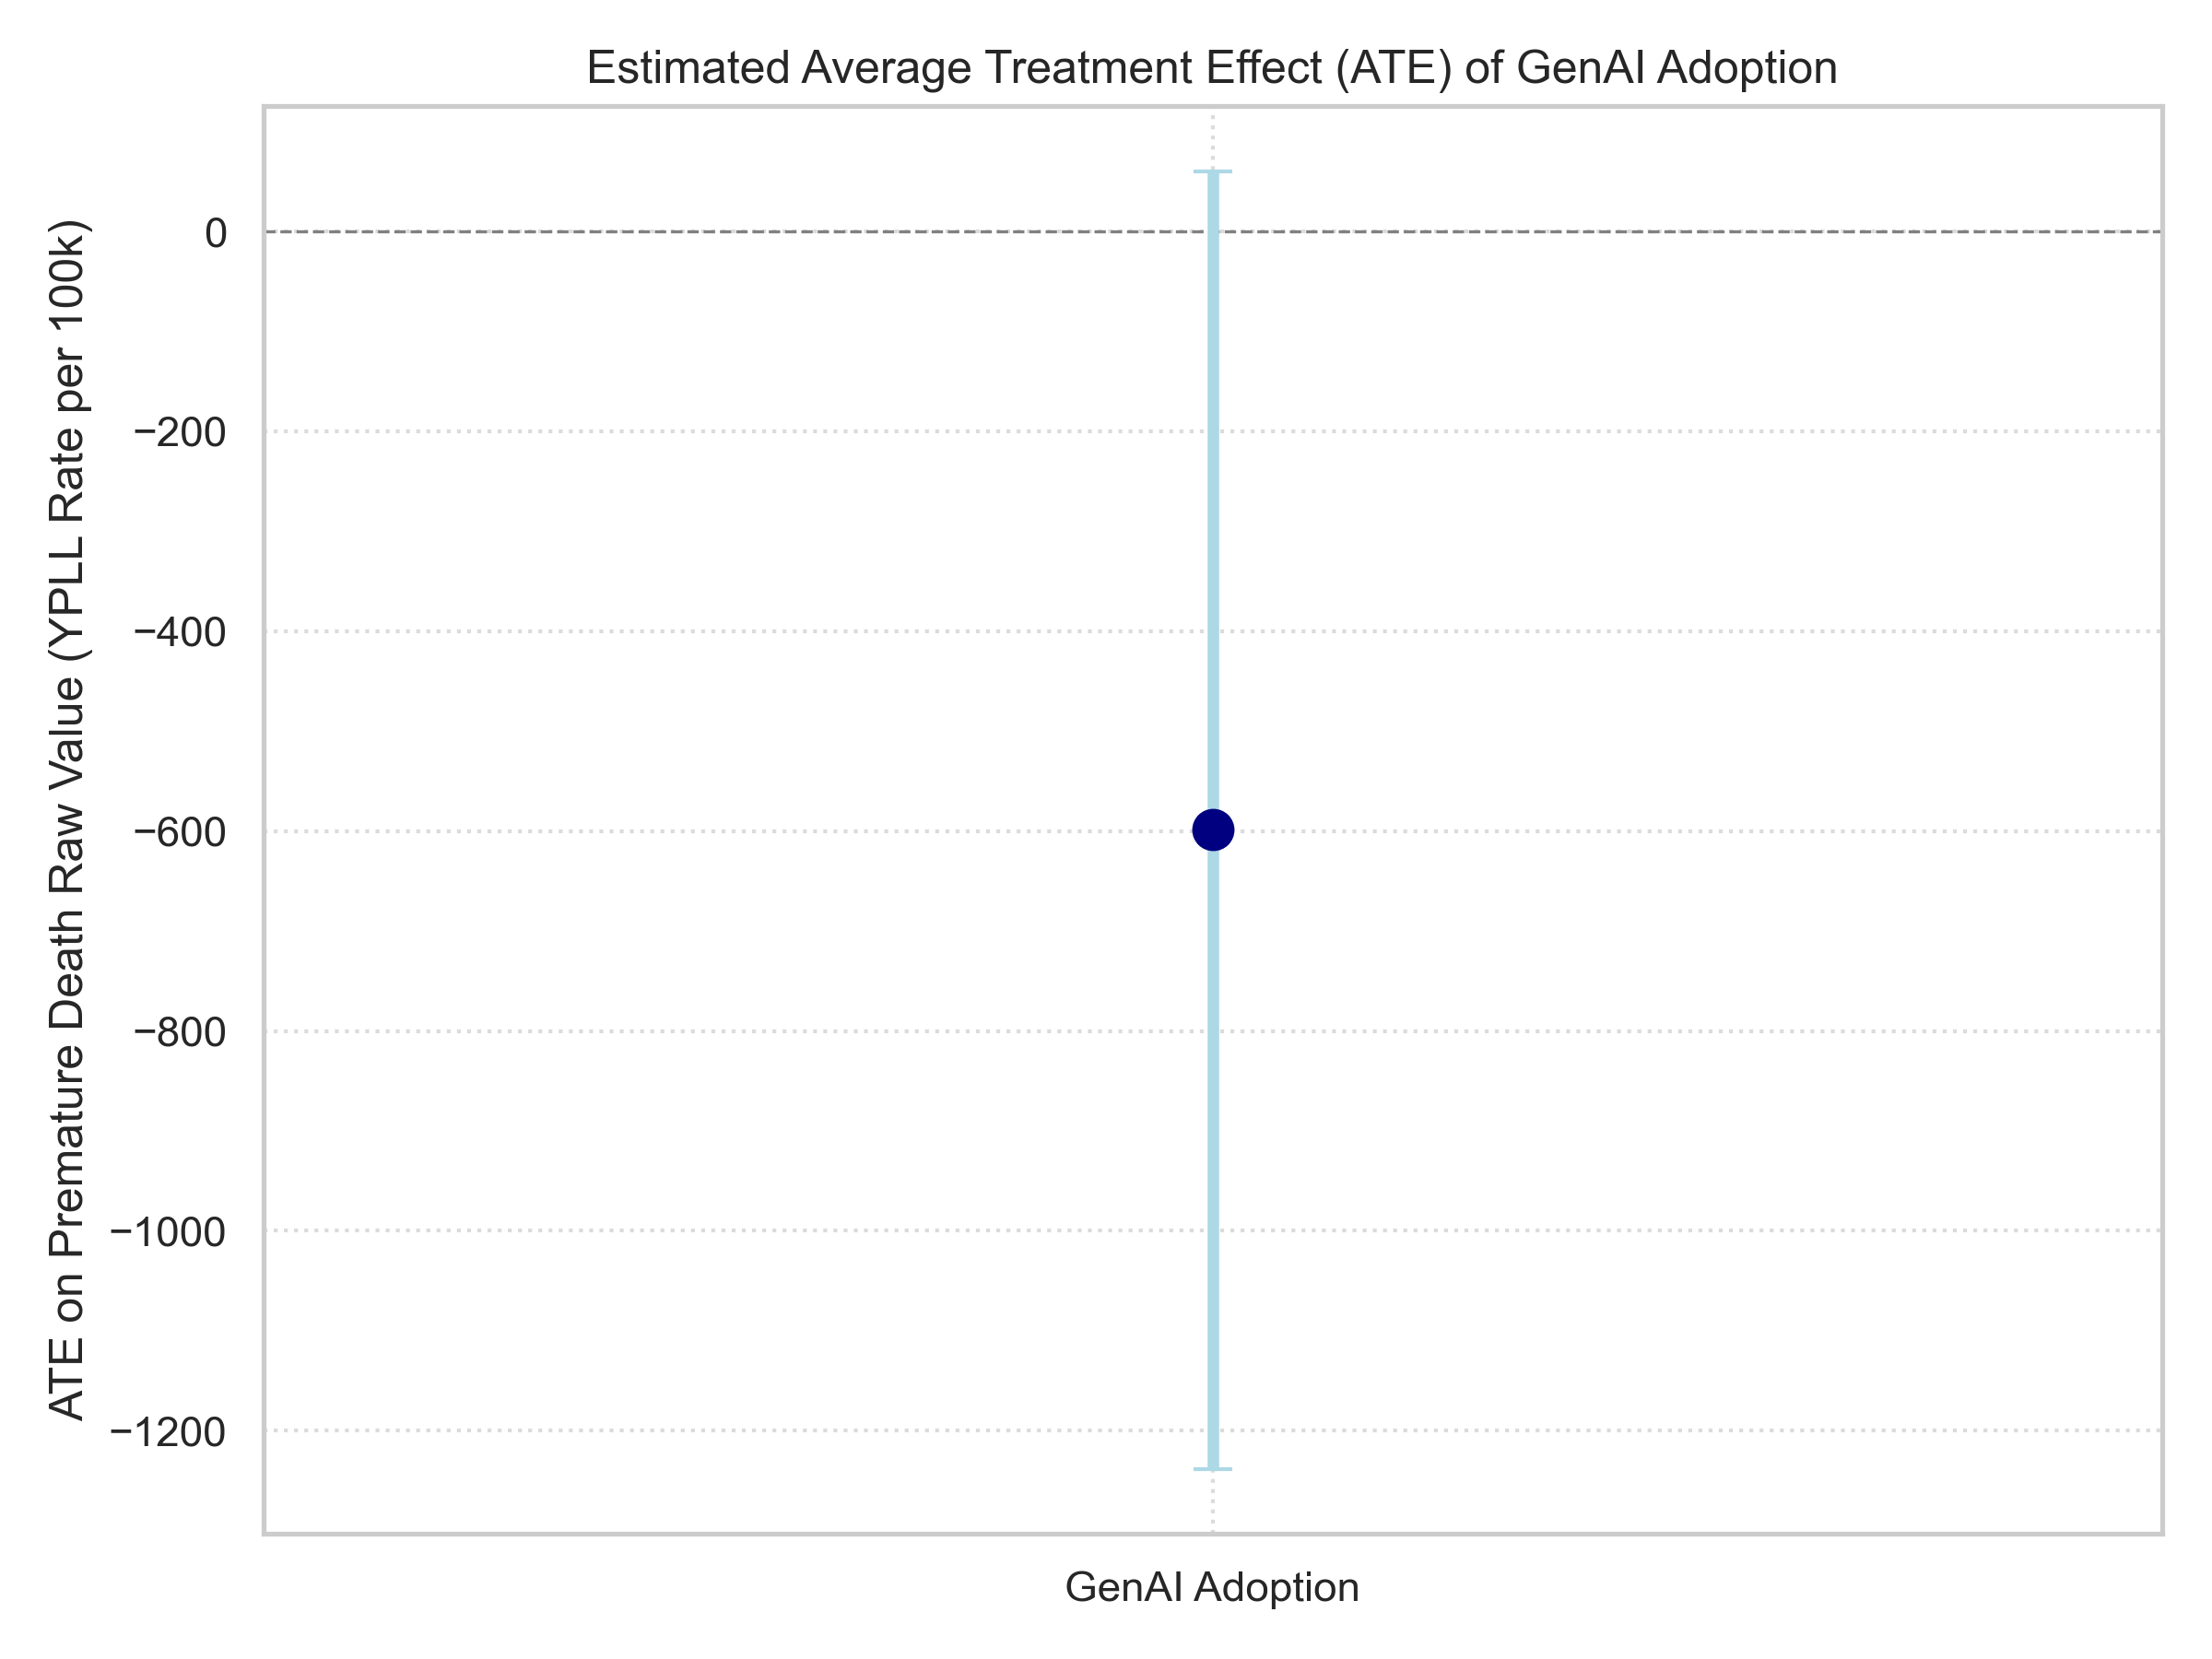 Estimated Average Treatment Effect (ATE) of GenAI Adoption
ATE on Premature Death Raw Value (YPLL Rate per 100k)
0
−200
−400
−600
−800
−1000
−1200
GenAI Adoption